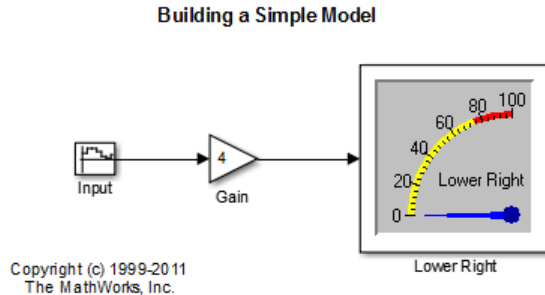 Building a Simple Model
100
80
60
40
20
0
Lower Right
4
Input
Gain
Lower Right
Copyright (c) 1999-2011
The MathWorks, Inc.